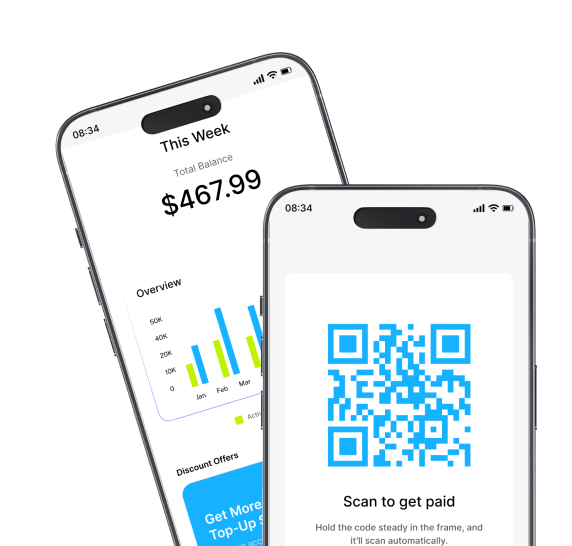 08:34
This Week
Total Balance
$467.99
Overview
50K
40K
20K
10K
0
Jan
Feb
Mar
Discount Offers
Get More
Top-Up
08:34
Scan to get paid
Hold the code steady in the frame, and
it'll scan automatically.